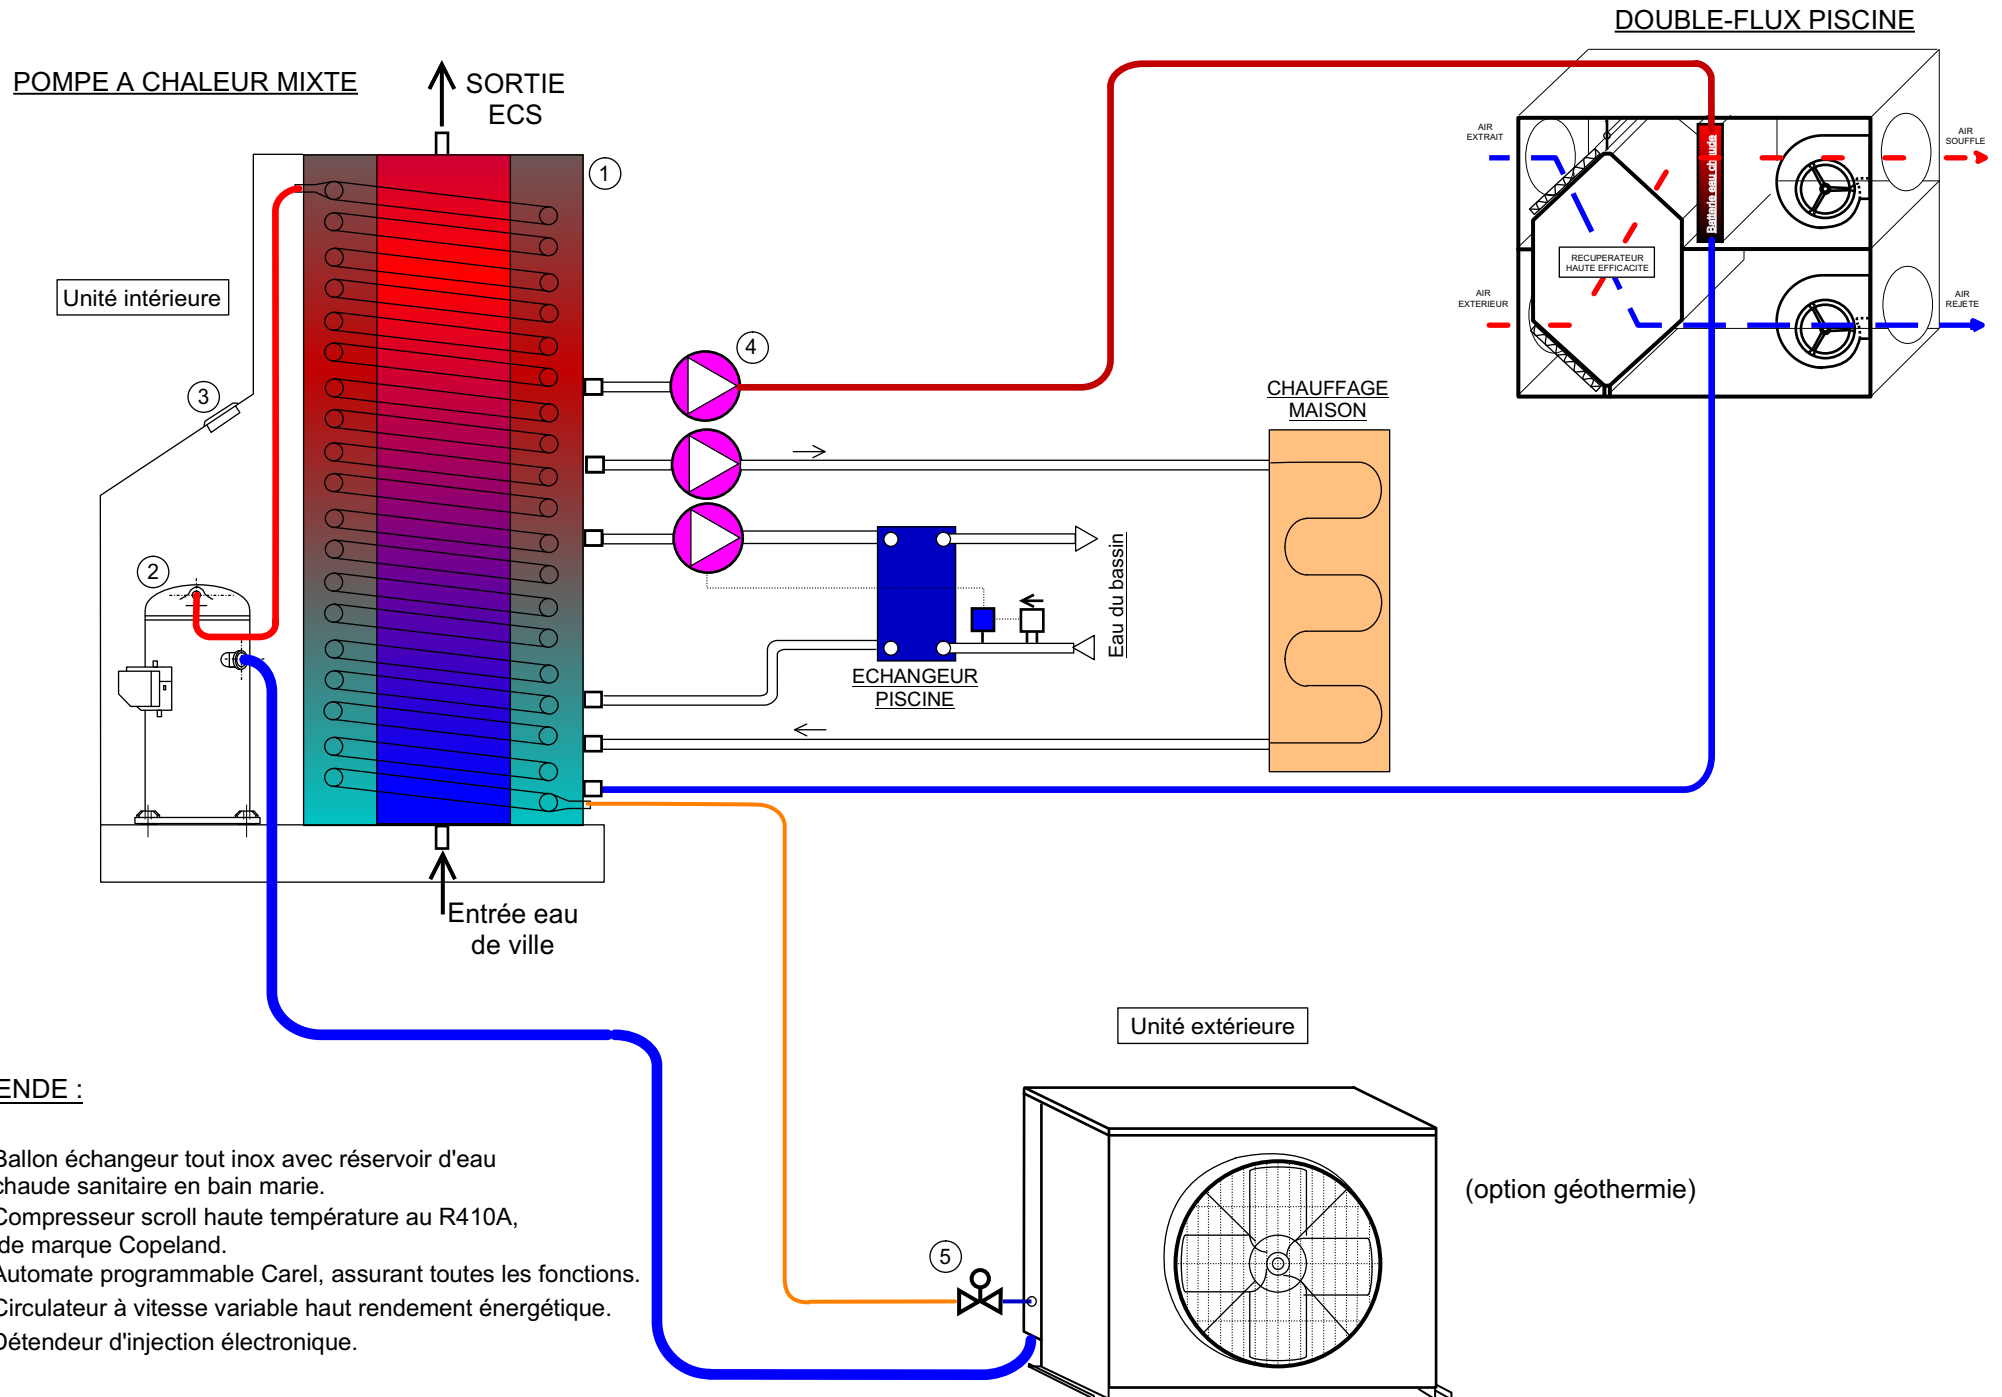 DOUBLE-FLUX PISCINE
POMPE A CHALEUR MIXTE
SORTIE
ECS
1
AIR
EXTRAIT
AIR
SOUFFLE
Batterie eau chaude
Unité intérieure
RECUPERATEUR
HAUTE EFFICACITE
AIR
EXTERIEUR
AIR
REJETE
4
3
CHAUFFAGE
MAISON
2
Eau du bassin
ECHANGEUR
PISCINE
Entrée eau
de ville
Unité extérieure
ENDE :
Ballon échangeur tout inox avec réservoir d'eau
chaude sanitaire en bain marie.
Compresseur scroll haute température au R410A,
de marque Copeland.
Automate programmable Carel, assurant toutes les fonctions.
Circulateur à vitesse variable haut rendement énergétique.
Détendeur d'injection électronique.
5
(option géothermie)